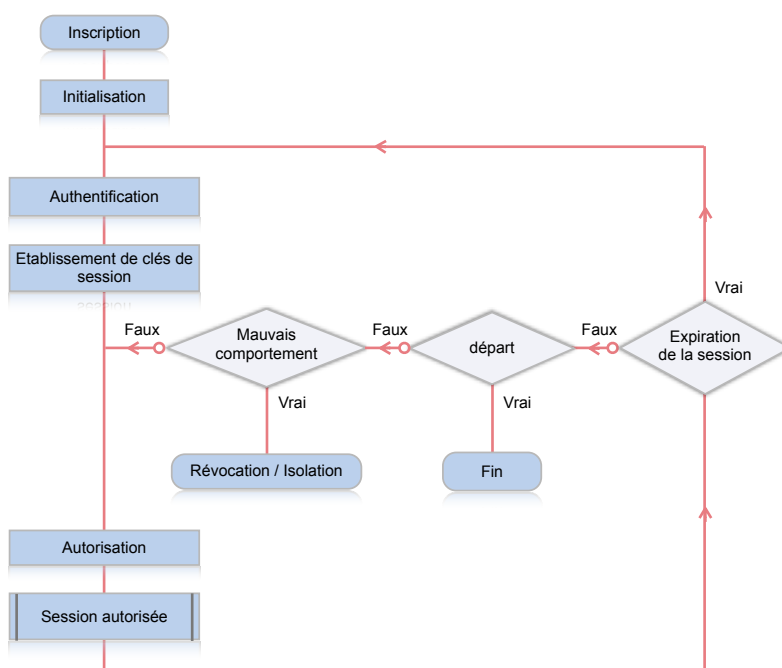 Inscription
Initialisation
Authentification
Etablissement de clés de
session
Vrai
Faux
Mauvais
comportement
Faux
départ
Faux
Expiration
de la session
Vrai
Vrai
Révocation / Isolation
Fin
Autorisation
Session autorisée